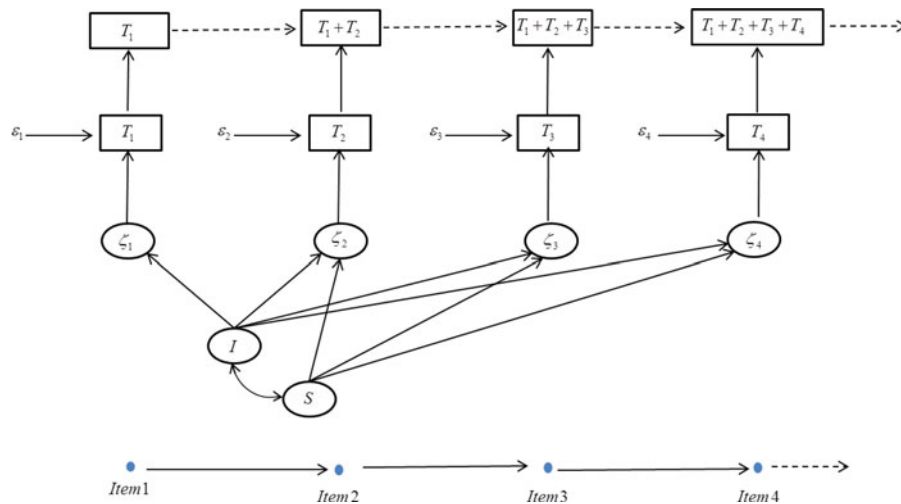 T₁ T₁+T₂ T₁+T₂+T₃ T₁+T₂+T₃+T₄
ε₁ T₁ ε₂ T₂ ε₃ T₃ ε₄ T₄
ζ₁ ζ₂ ζ₃ ζ₄
I
S
Item1 Item2 Item3 Item4